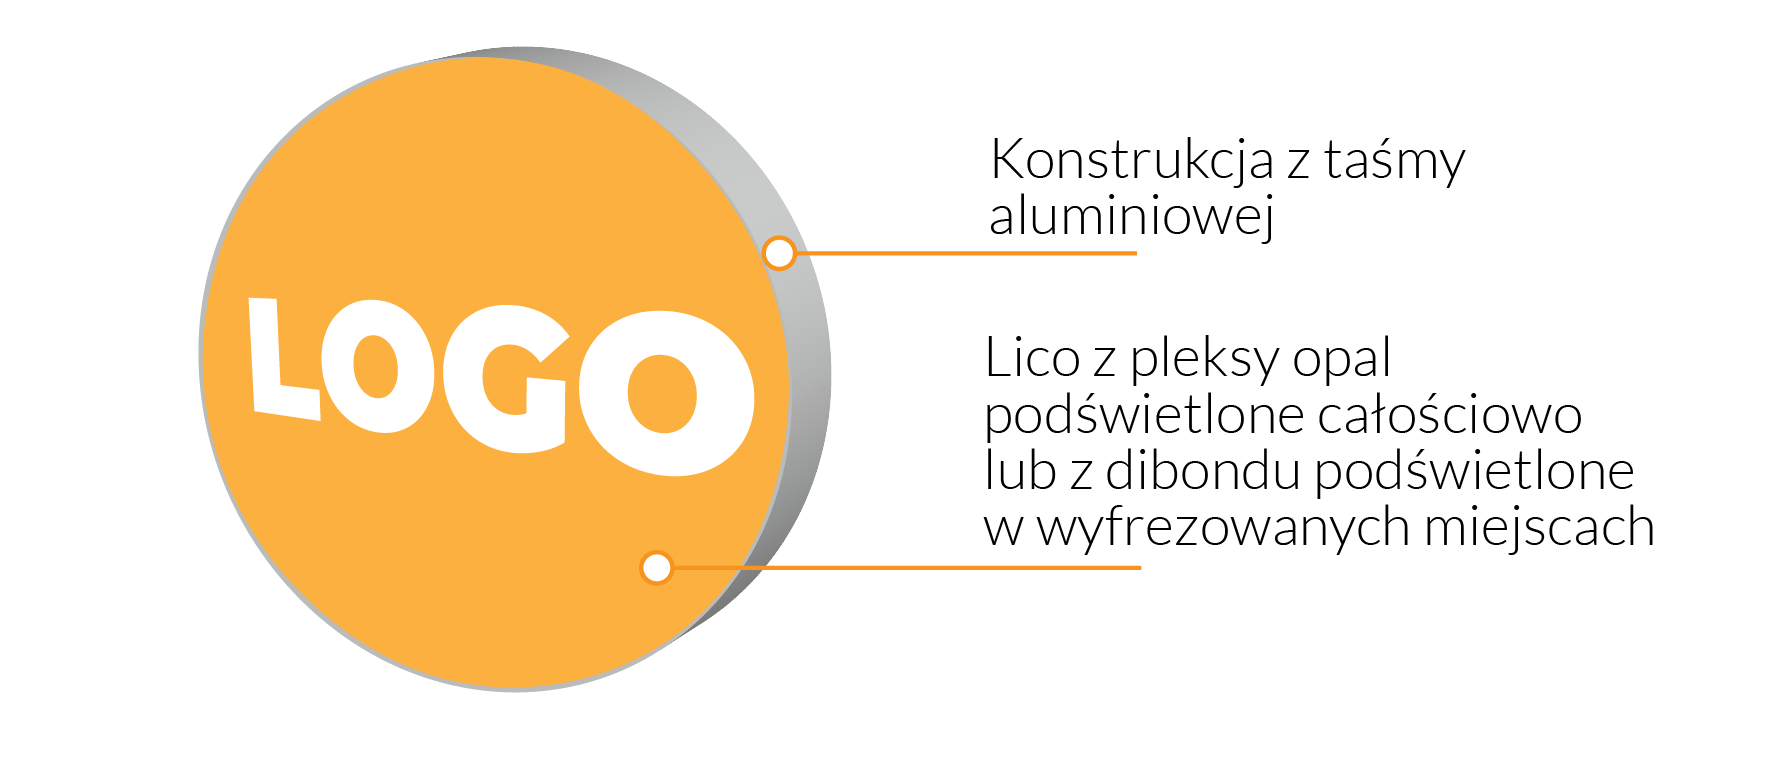 LOGO
Konstrukcja z taśmy
aluminiowej
Lico z pleksy opal
podświetlone całościowo
lub z dibondu podświetlone
w wyfrezowanych miejscach